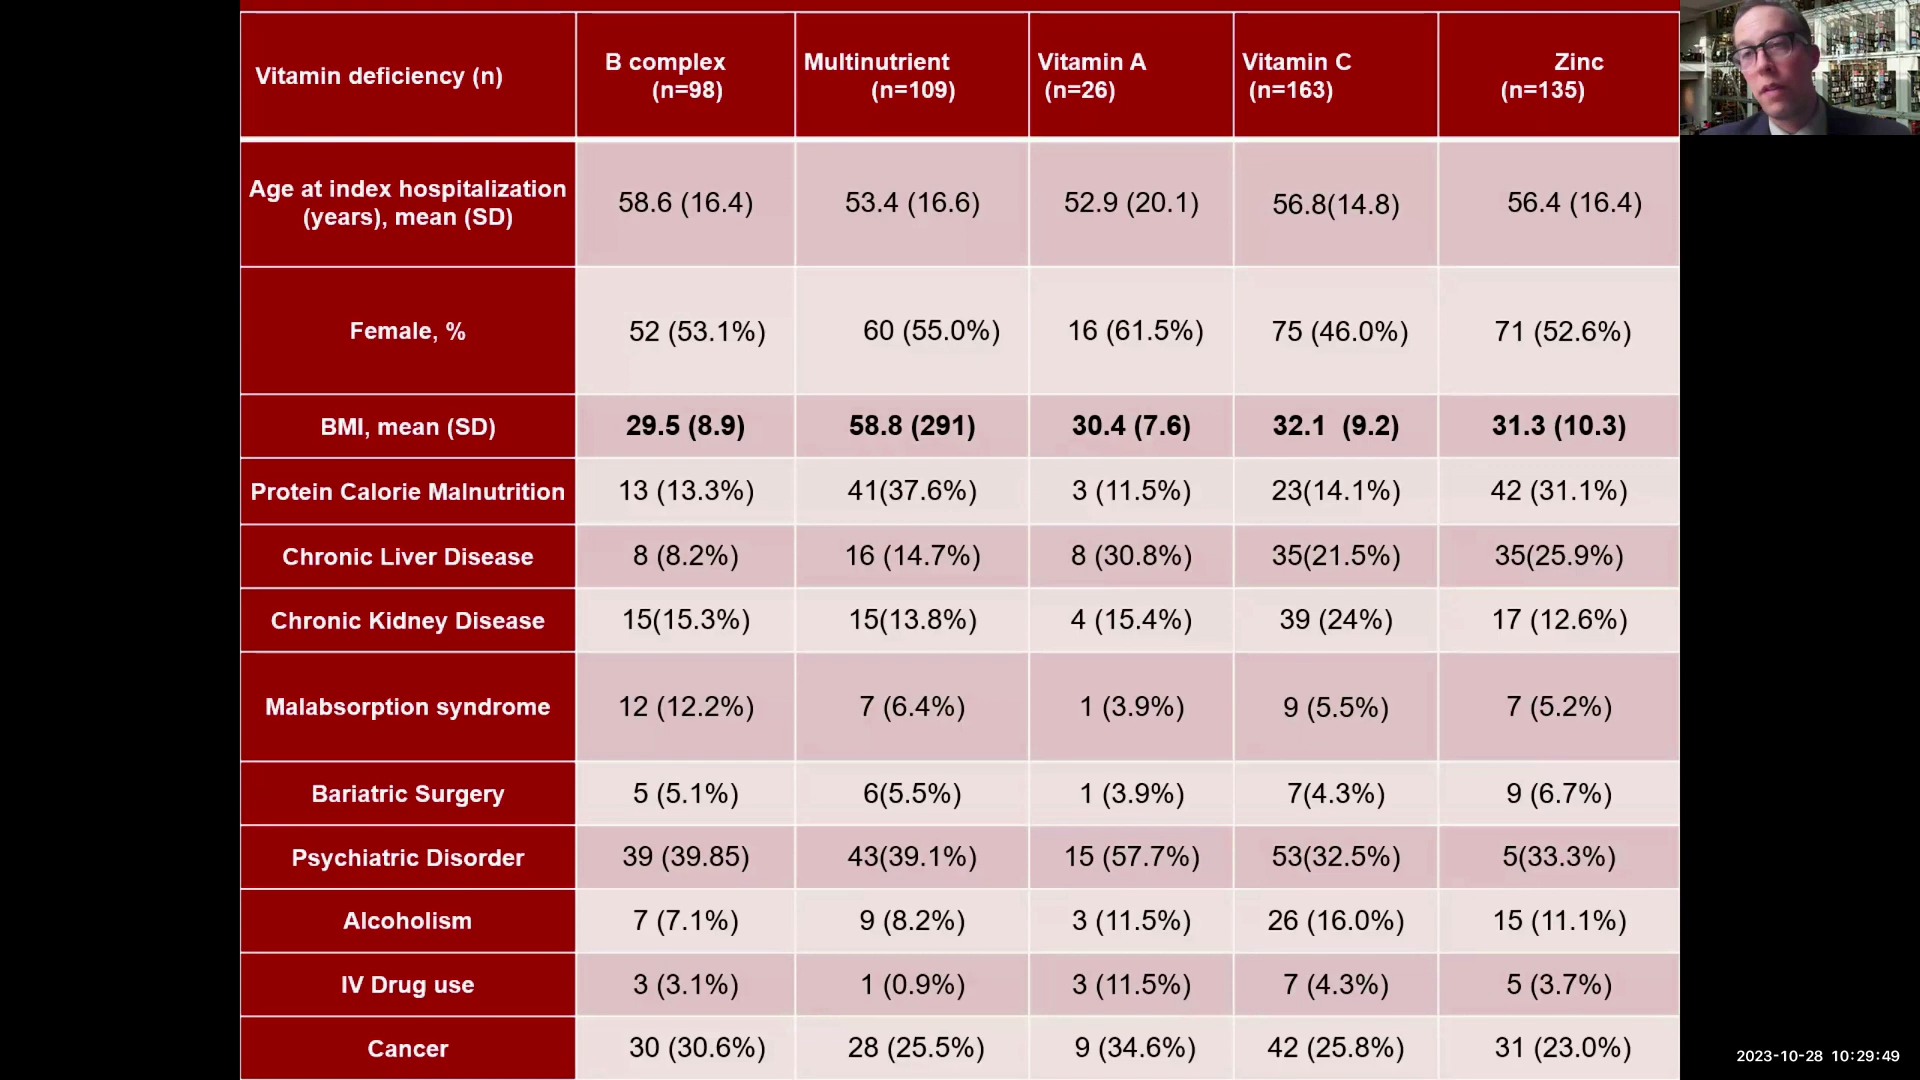 Vitamin deficiency (n)
B complex
(n=98)
Multinutrient
(n=109)
Vitamin A
(n=26)
Vitamin C
(n=163)
Zinc
(n=135)
Age at index hospitalization
(years), mean (SD)
58.6 (16.4)
53.4 (16.6)
52.9 (20.1)
56.8(14.8)
56.4 (16.4)
Female, %
52 (53.1%)
60 (55.0%)
16 (61.5%)
75 (46.0%)
71 (52.6%)
BMI, mean (SD)
29.5 (8.9)
58.8 (291)
30.4 (7.6)
32.1 (9.2)
31.3 (10.3)
Protein Calorie Malnutrition
13 (13.3%)
41(37.6%)
3 (11.5%)
23(14.1%)
42 (31.1%)
Chronic Liver Disease
8 (8.2%)
16 (14.7%)
8 (30.8%)
35(21.5%)
35(25.9%)
Chronic Kidney Disease
15(15.3%)
15(13.8%)
4 (15.4%)
39 (24%)
17 (12.6%)
Malabsorption syndrome
12 (12.2%)
7 (6.4%)
1 (3.9%)
9 (5.5%)
7 (5.2%)
Bariatric Surgery
5 (5.1%)
6(5.5%)
1 (3.9%)
7(4.3%)
9 (6.7%)
Psychiatric Disorder
39 (39.85)
43(39.1%)
15 (57.7%)
53(32.5%)
5(33.3%)
Alcoholism
7 (7.1%)
9 (8.2%)
3 (11.5%)
26 (16.0%)
15 (11.1%)
IV Drug use
3 (3.1%)
1 (0.9%)
3 (11.5%)
7 (4.3%)
5 (3.7%)
Cancer
30 (30.6%)
28 (25.5%)
9 (34.6%)
42 (25.8%)
31 (23.0%)
2023-10-28 10:29:49